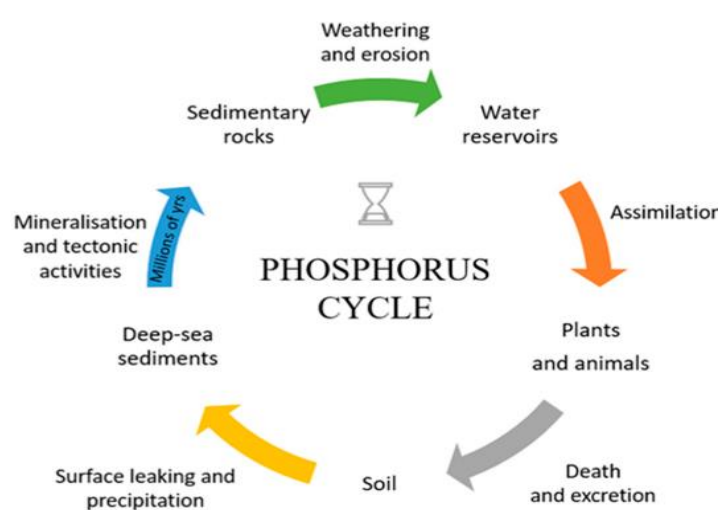 Weathering
and erosion
Sedimentary
rocks
Water
reservoirs
Assimilation
Plants
and animals
Death
and excretion
Soil
Surface leaking and
precipitation
Deep-sea
sediments
Mineralisation
and tectonic
activities
Millions of yrs
PHOSPHORUS
CYCLE